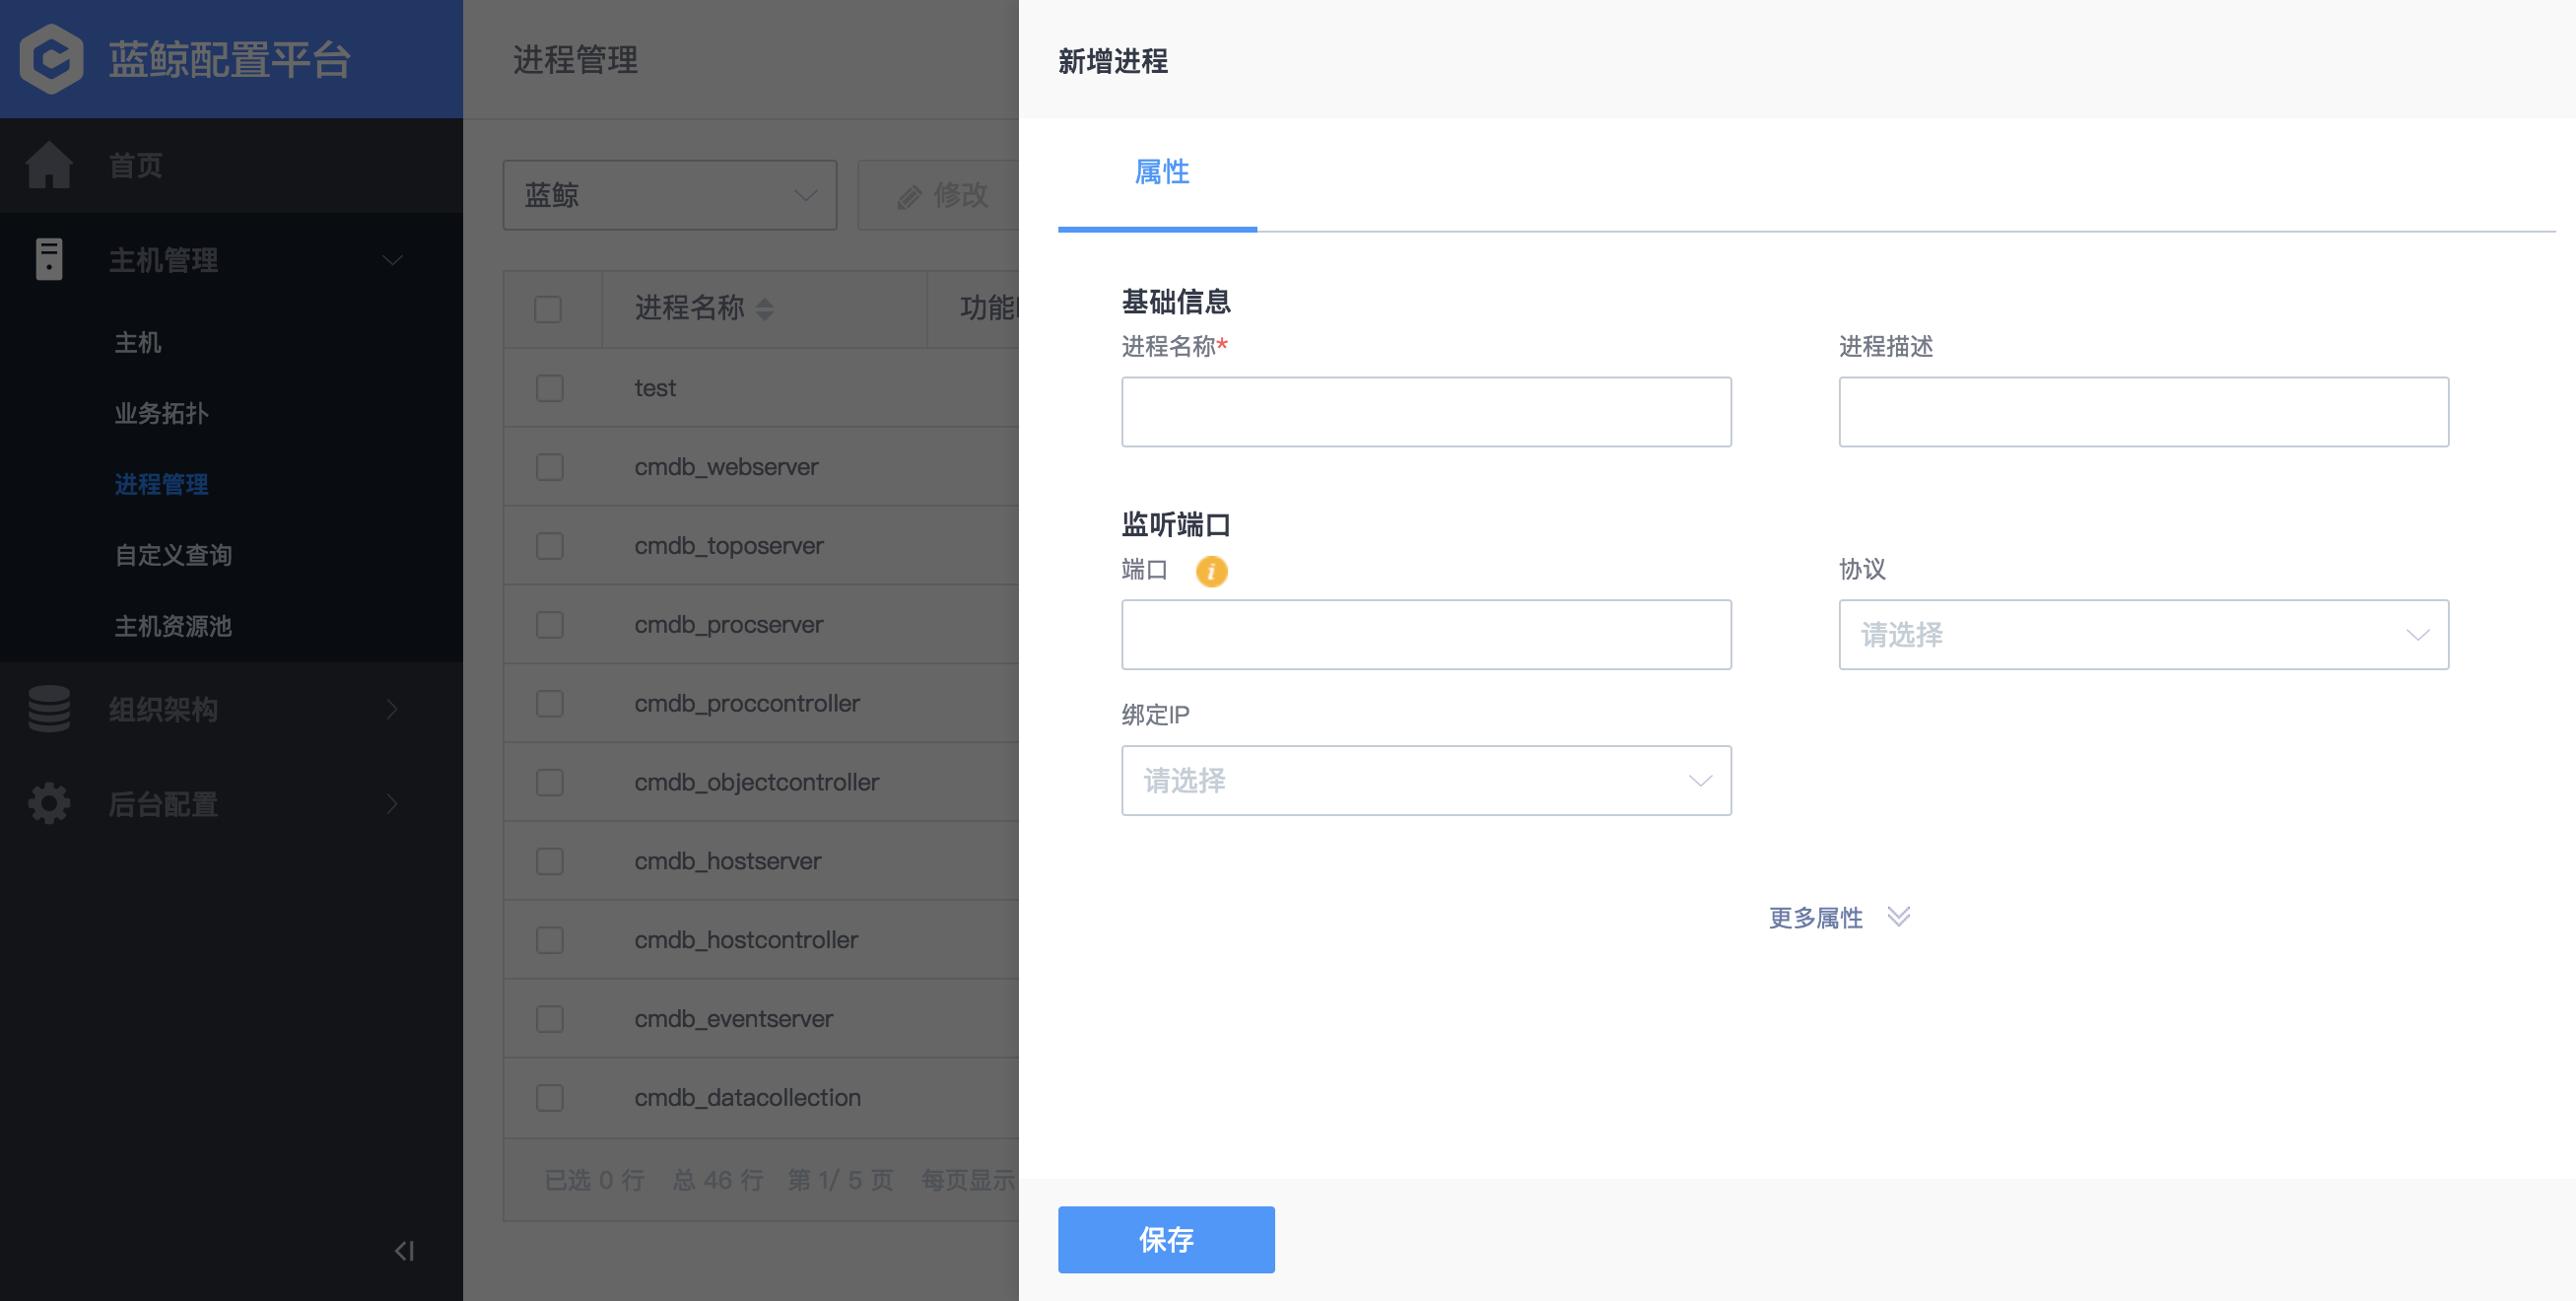 蓝鲸配置平台
首页
主机管理
主机
业务拓扑
进程管理
自定义查询
主机资源池
组织架构
后台配置
进程管理
蓝鲸
修改
进程名称
功能
test
cmdb_webserver
cmdb_toposerver
cmdb_procserver
cmdb_proccontroller
cmdb_objectcontroller
cmdb_hostserver
cmdb_hostcontroller
cmdb_eventserver
cmdb_datacollection
已选 0 行 总 46 行 第 1/ 5 页 每页显示
新增进程
属性
基础信息
进程名称* 进程描述
监听端口
端口 协议
请选择
绑定IP
请选择
更多属性
保存